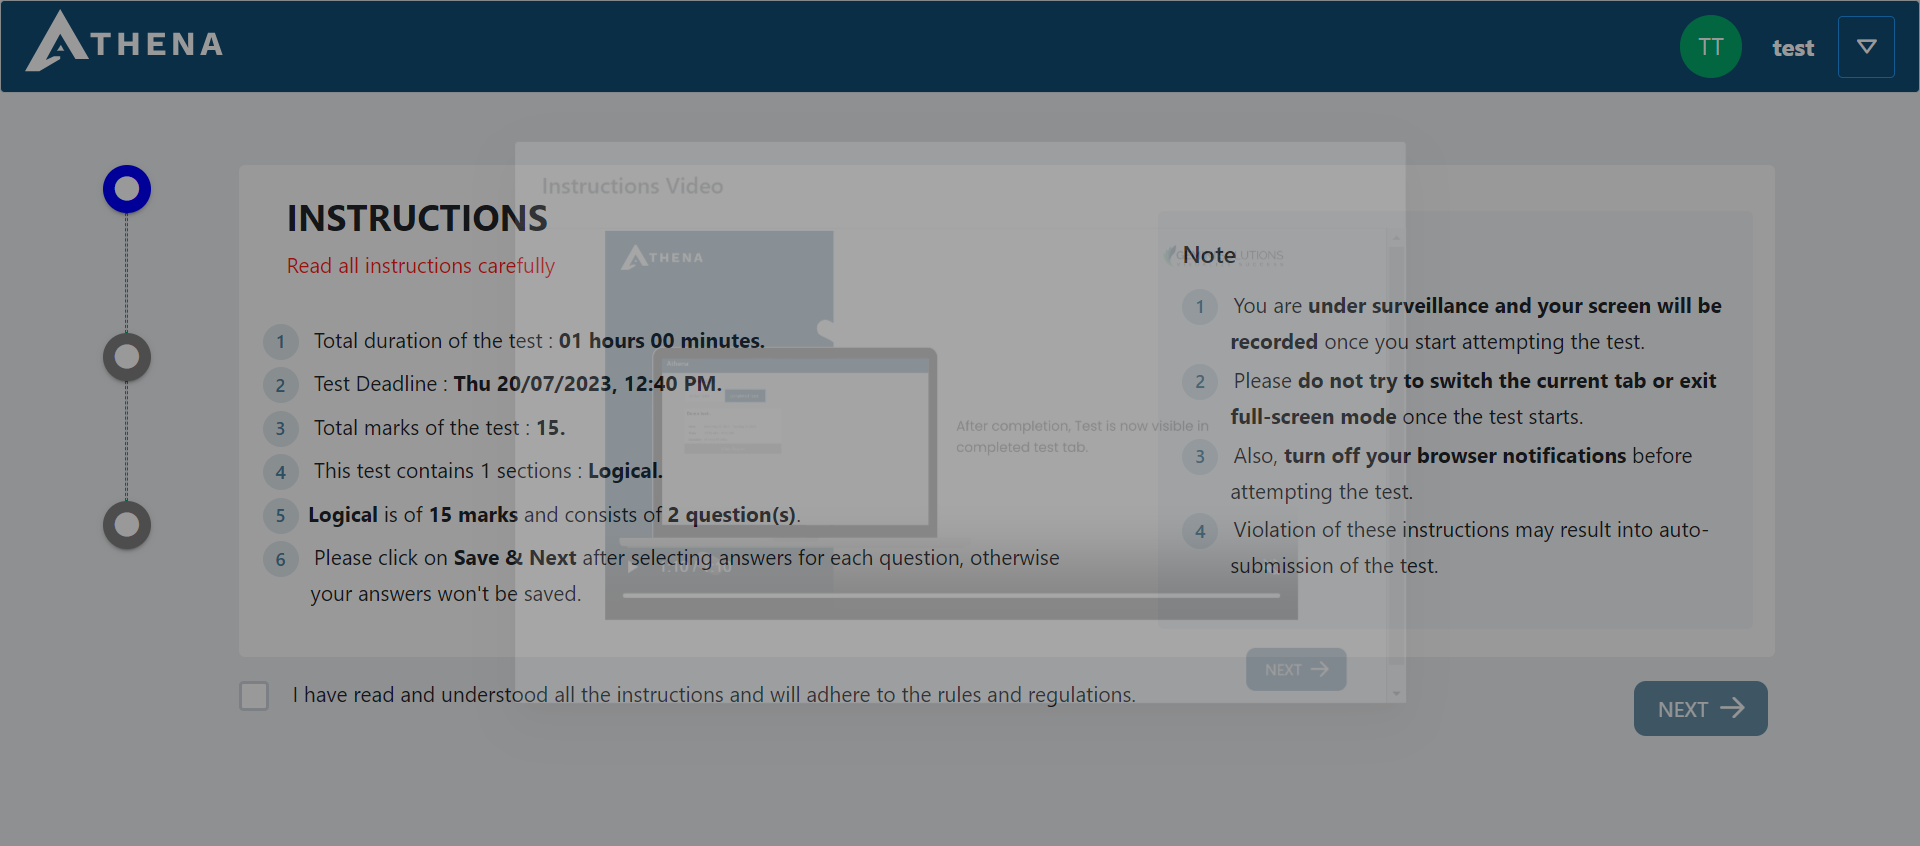 ATHENA
TT
test
Instructions Video
INSTRUCTIONS
Read all instructions carefully
1 Total duration of the test : 01 hours 00 minutes.
2 Test Deadline : Thu 20/07/2023, 12:40 PM.
3 Total marks of the test : 15.
4 This test contains 1 sections : Logical.
5 Logical is of 15 marks and consists of 2 question(s).
6 Please click on Save & Next after selecting answers for each question, otherwise
your answers won't be saved.
ATHENA
Athena
After completion, Test is now visible in
completed test tab.
NEXT
Note
1 You are under surveillance and your screen will be
recorded once you start attempting the test.
2 Please do not try to switch the current tab or exit
full-screen mode once the test starts.
3 Also, turn off your browser notifications before
attempting the test.
4 Violation of these instructions may result into auto-
submission of the test.
I have read and understood all the instructions and will adhere to the rules and regulations.
NEXT